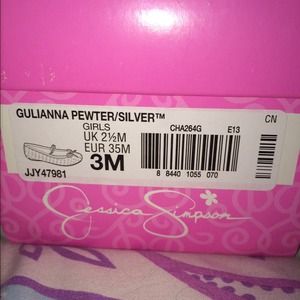 GULIANNA PEWTER/SILVER™
GIRLS
UK 2½M
EUR 35M
3M
JJY47981
CHA264G
E13
CN
8 88440 1055 070
Jessica Simpson